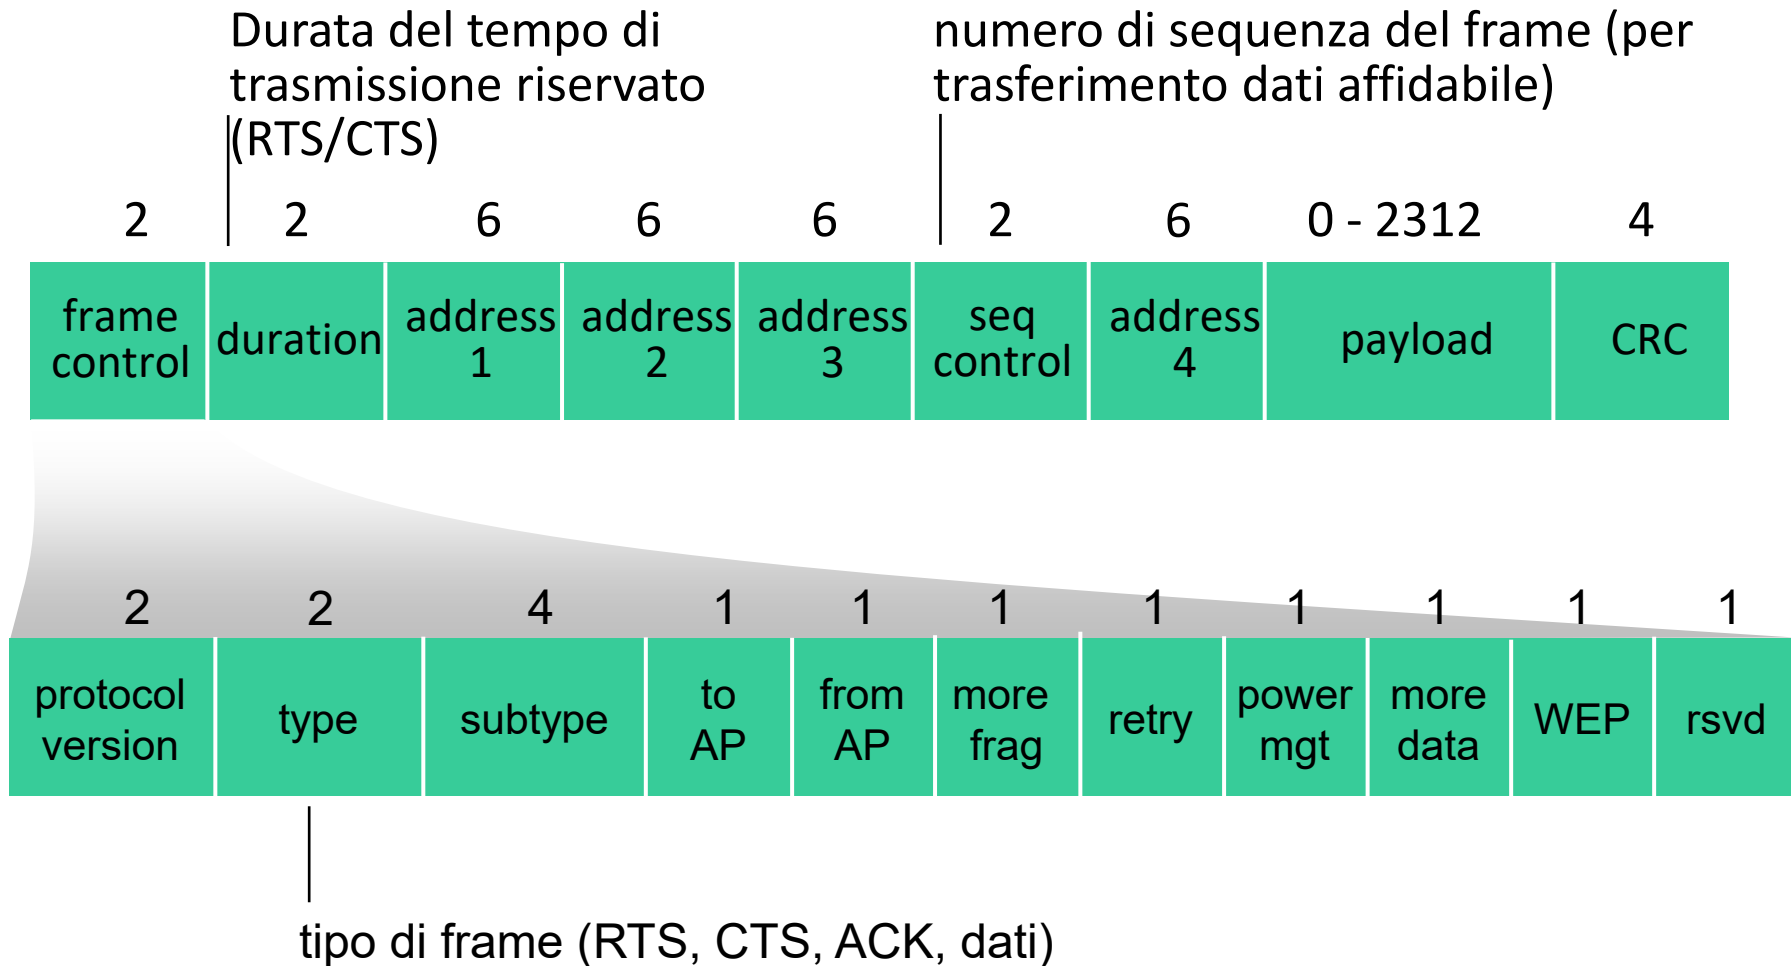 Durata del tempo di
trasmissione riservato
(RTS/CTS)
numero di sequenza del frame (per
trasferimento dati affidabile)
2 2 6 6 6 2 6 0 - 2312 4
frame
control
duration
address
1
address
2
address
3
seq
control
address
4
payload
CRC
2 2 4 1 1 1 1 1 1 1 1
protocol
version
type
subtype
to
AP
from
AP
more
frag
retry
power
mgt
more
data
WEP
rsvd
tipo di frame (RTS, CTS, ACK, dati)